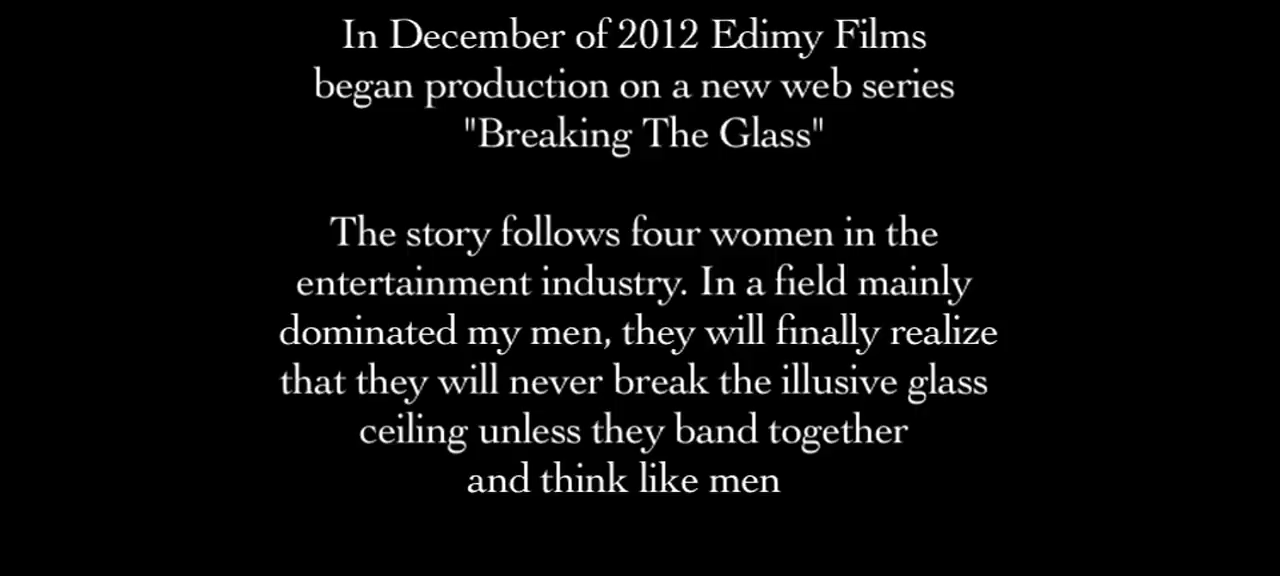 In December of 2012 Edimy Films
began production on a new web series
"Breaking The Glass"
The story follows four women in the
entertainment industry. In a field mainly
dominated my men, they will finally realize
that they will never break the illusive glass
ceiling unless they band together
and think like men